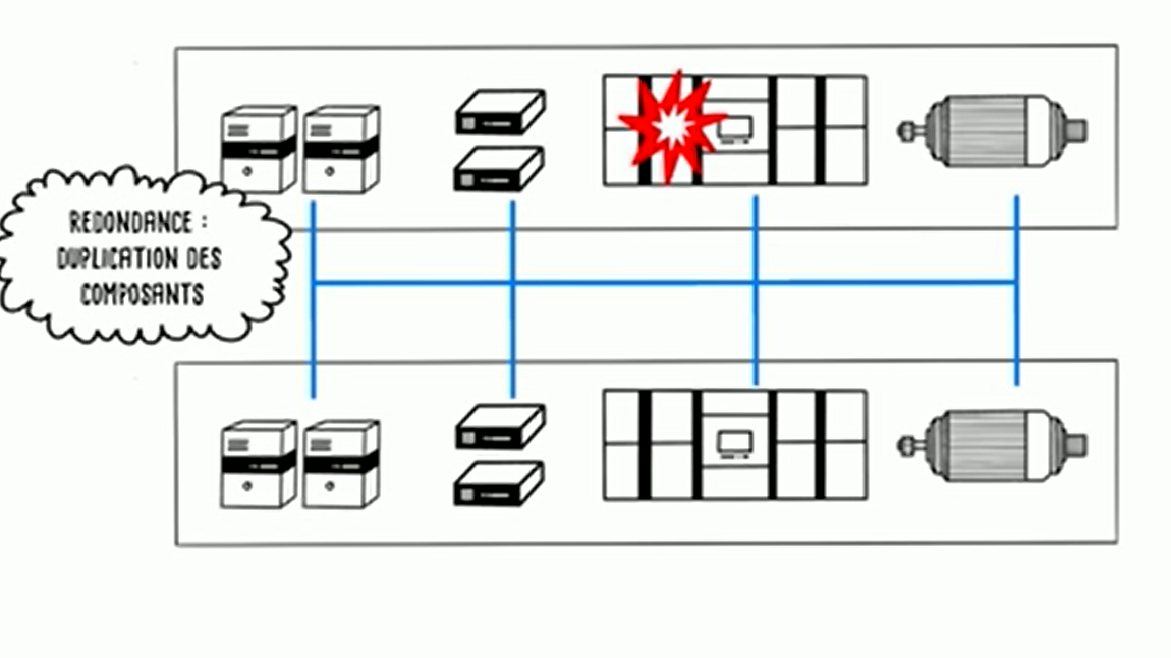 REDONDANCE :
DUPLICATION DES
COMPOSANTS